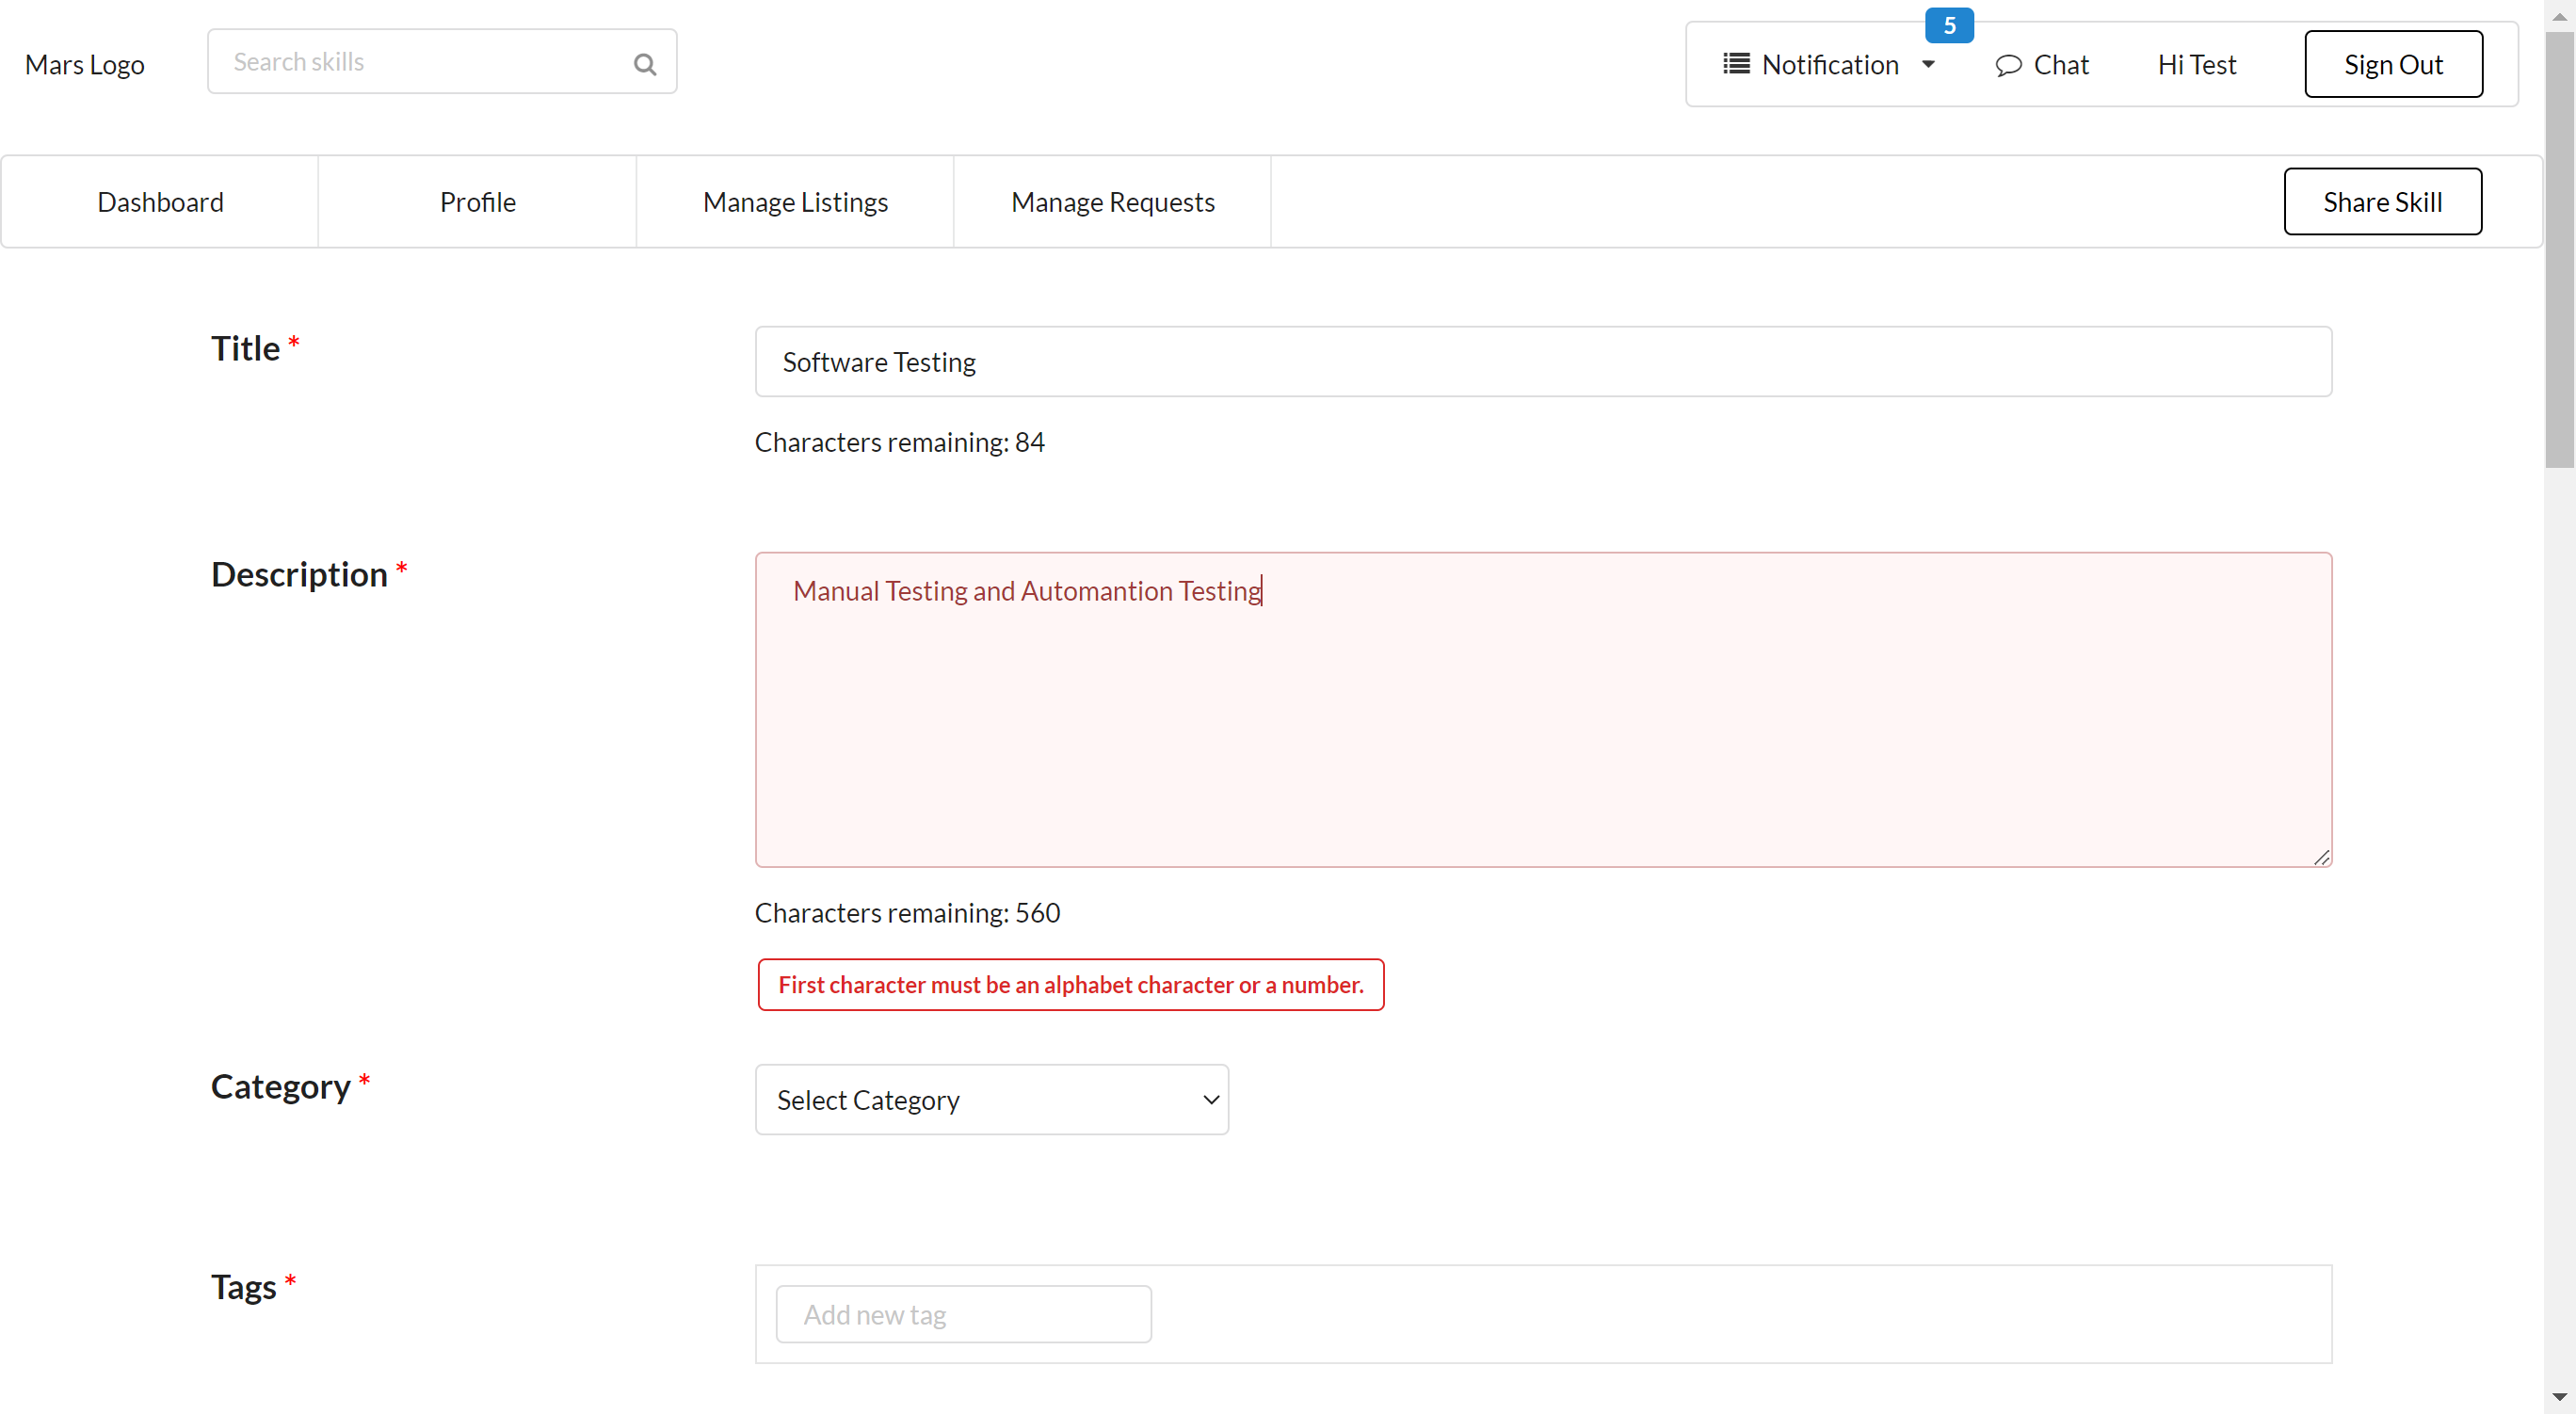 Mars Logo
Search skills
5
Notification
Chat
Hi Test
Sign Out
Dashboard
Profile
Manage Listings
Manage Requests
Share Skill
Title *
Software Testing
Characters remaining: 84
Description *
Manual Testing and Automantion Testing
Characters remaining: 560
First character must be an alphabet character or a number.
Category *
Select Category
Tags *
Add new tag